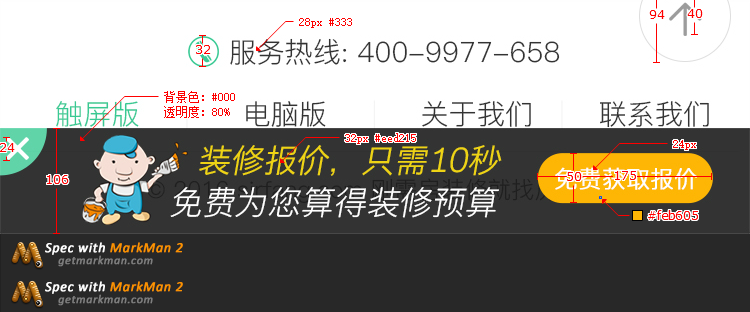 28px #333
94
40
32
服务热线: 400-9977-658
背景色: #000
透明度: 80%
触屏版
电脑版
关于我们
联系我们
24
106
32px #eed215
24px
装修报价，只需10秒
50
175
免费获取报价
免费为您算得装修预算
#feb605
Spec with MarkMan 2
getmarkman.com
Spec with MarkMan 2
getmarkman.com